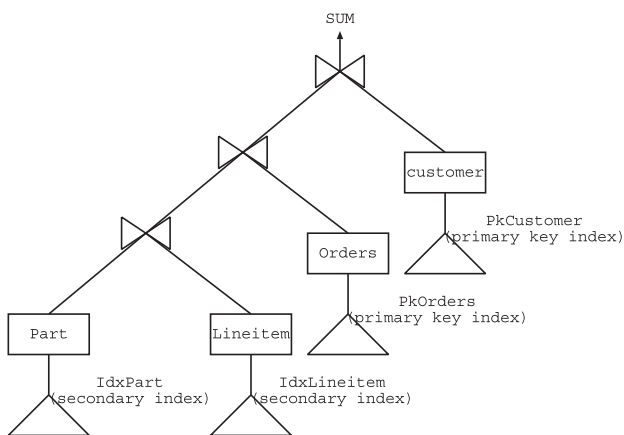 SUM
customer
PkCustomer
(primary key index)
Orders
PkOrders
(primary key index)
Part
Lineitem
IdxPart
(secondary index)
IdxLineitem
(secondary index)